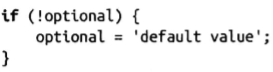 if (!optional) {
    optional = 'default value';
}